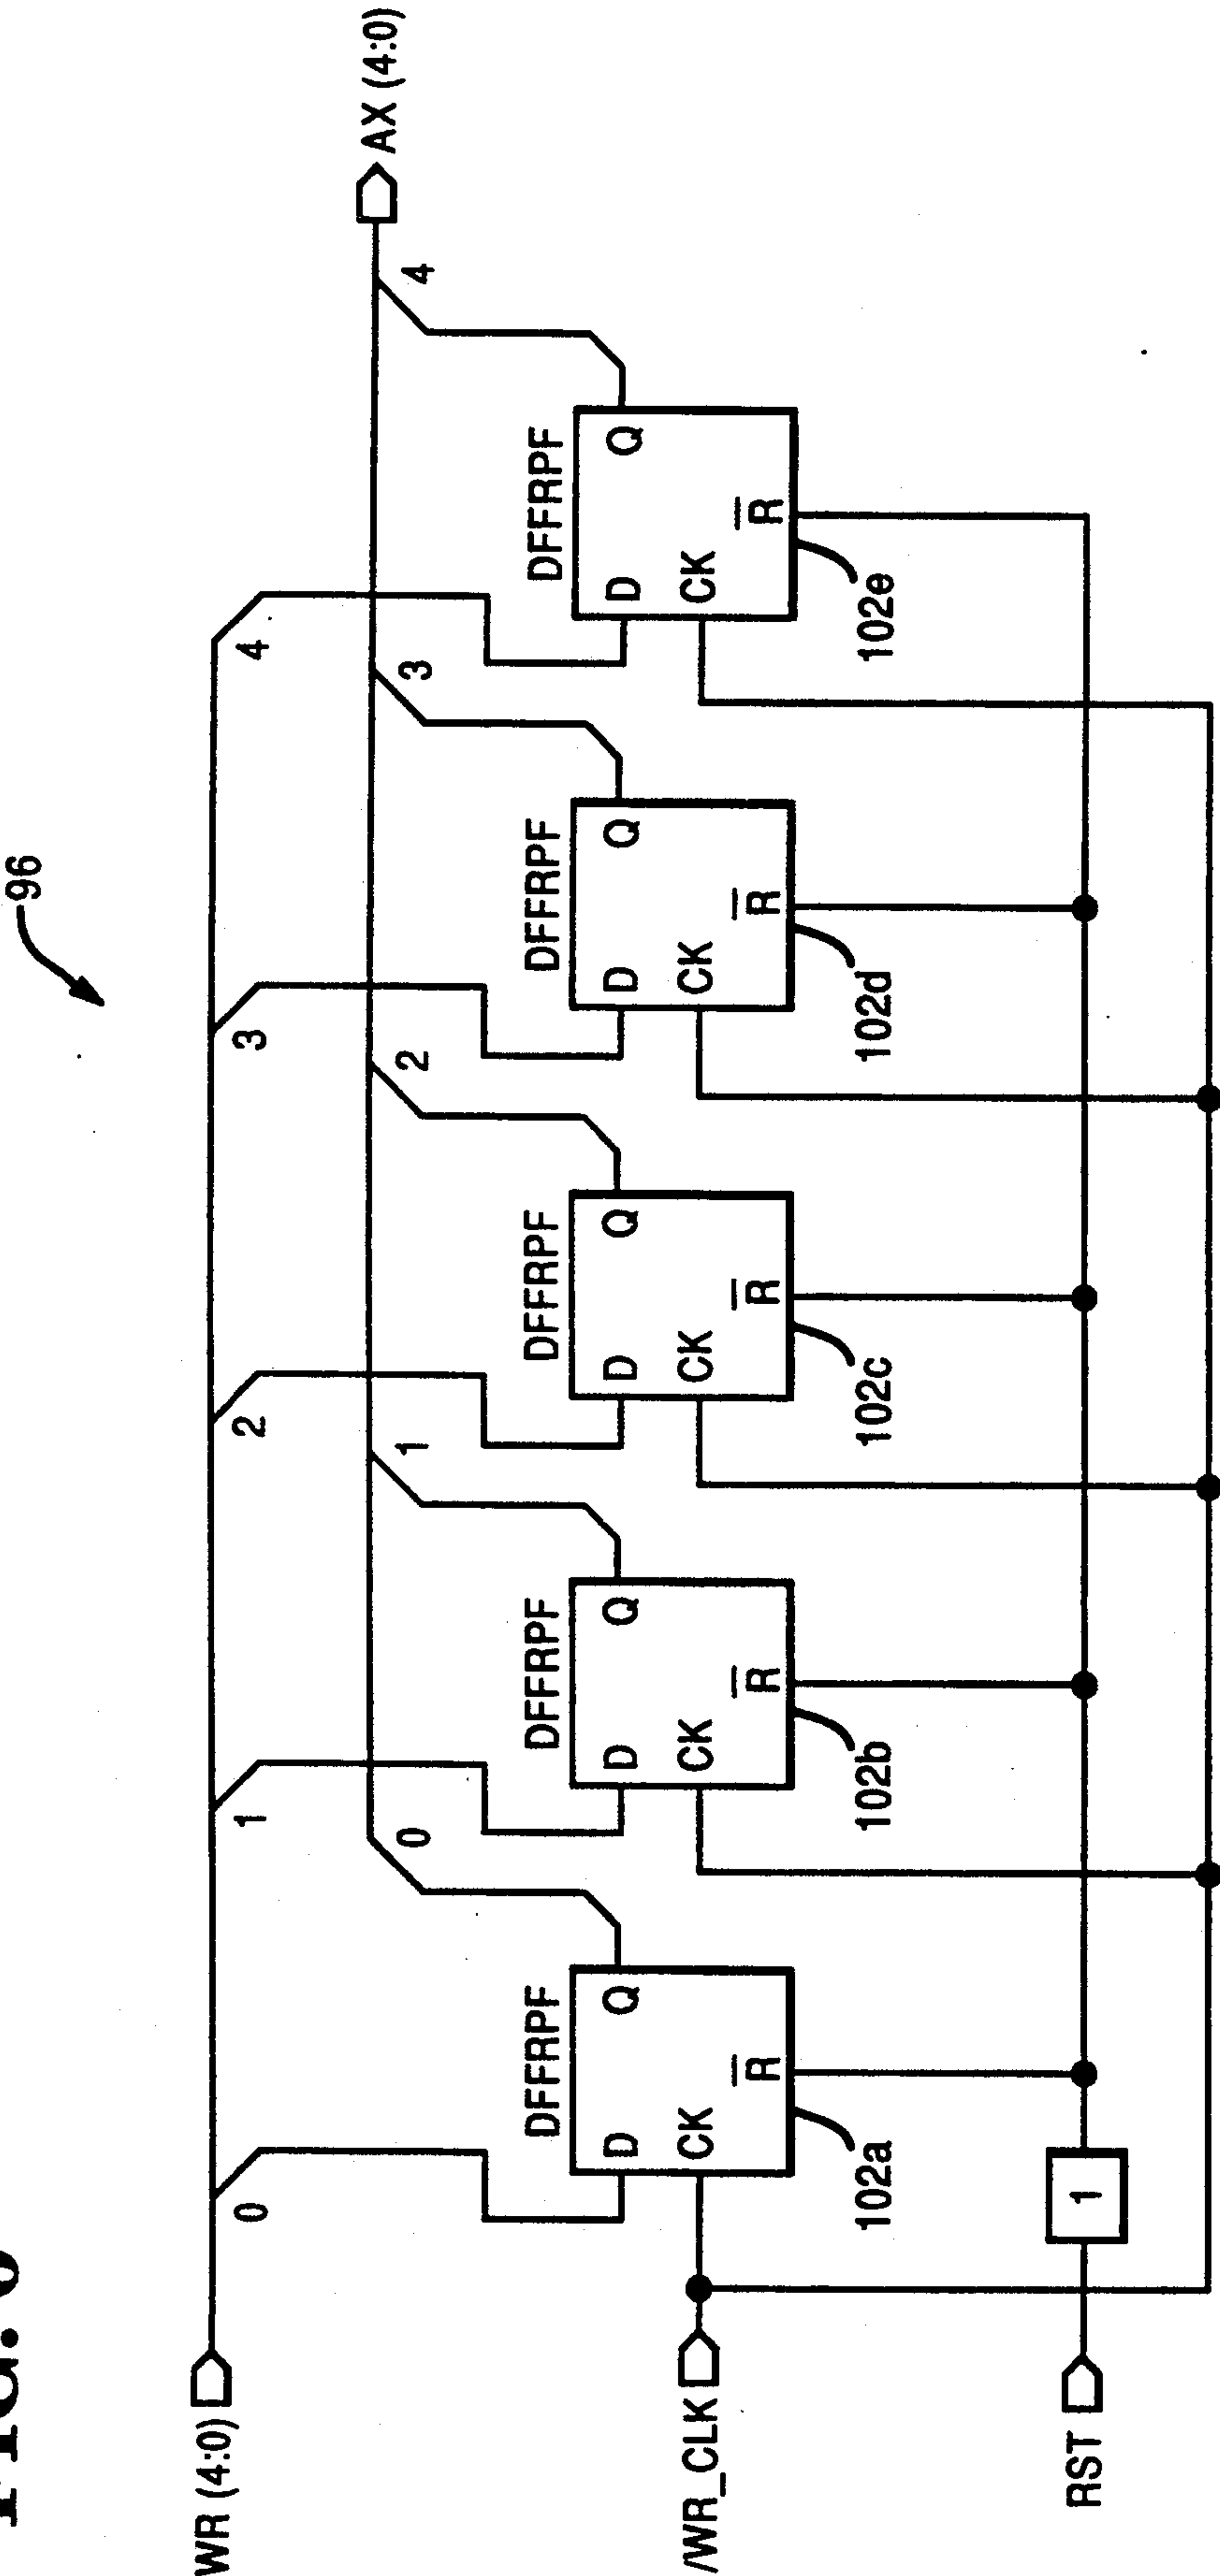 96
WR (4:0)
0
1
2
3
4
AX (4:0)
0
1
2
3
4
DFFRPF
D
Q
CK
R
102a
DFFRPF
D
Q
CK
R
102b
DFFRPF
D
Q
CK
R
102c
DFFRPF
D
Q
CK
R
102d
DFFRPF
D
Q
CK
R
102e
/WR_CLK
RST
1